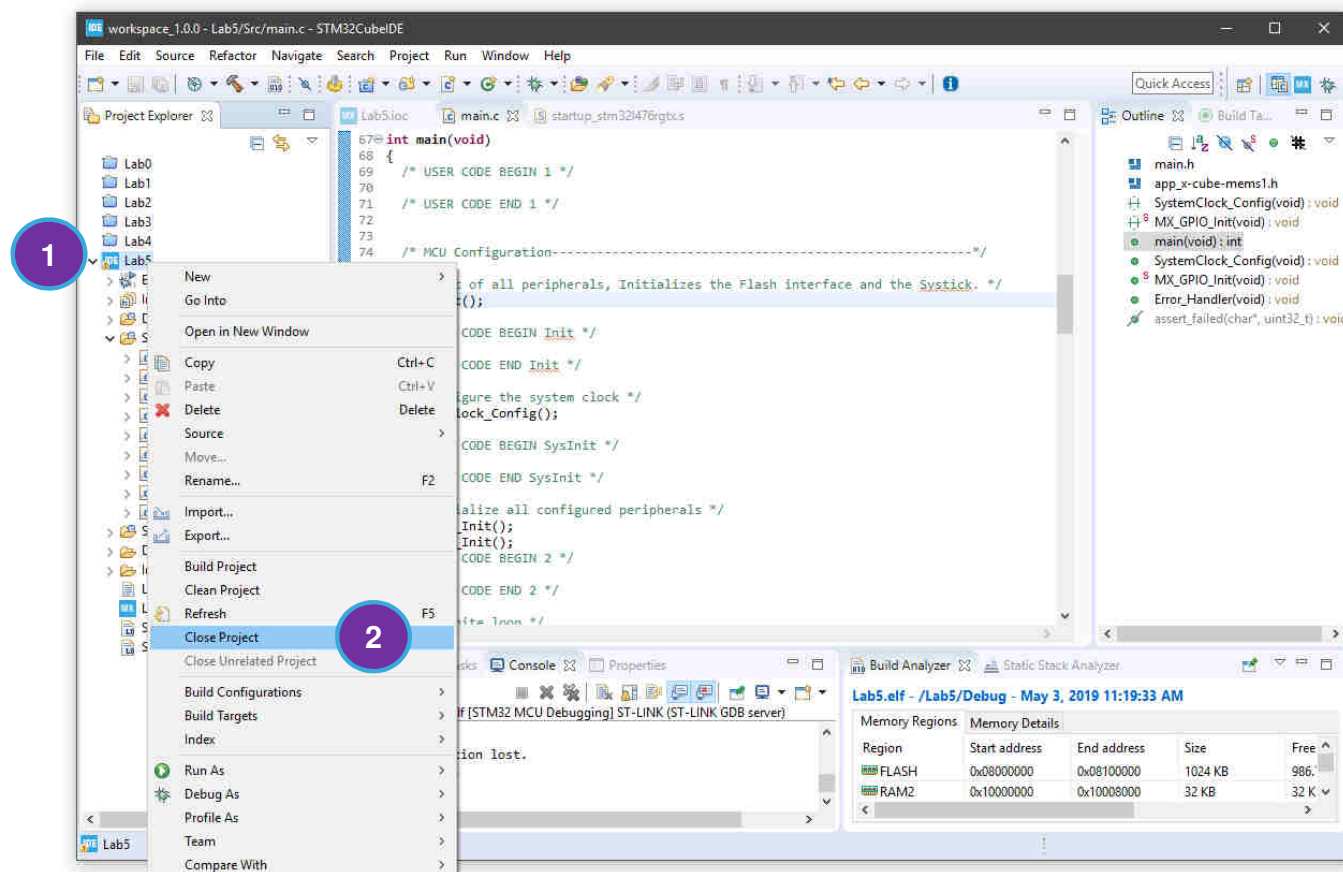 workspace_1.0.0 - Lab5/Src/main.c - STM32CubeIDE
File Edit Source Refactor Navigate Search Project Run Window Help
Quick Access
Project Explorer
Lab0
Lab1
Lab2
Lab3
Lab4
1
Lab5
New
Go Into
Open in New Window
Copy Ctrl+C
Paste Ctrl+V
Delete Delete
Source
Move...
Rename... F2
Import...
Export...
Build Project
Clean Project
Refresh F5
Close Project
2
Close Unrelated Project
Build Configurations
Build Targets
Index
Run As
Debug As
Profile As
Team
Compare With
Lab5
Lab5.ioc main.c startup_stm32l476rgtx.s
67 int main(void)
68 {
69 /* USER CODE BEGIN 1 */
70
71 /* USER CODE END 1 */
72
73
74 /* MCU Configuration--------------------------------------------------------*/
of all peripherals, Initializes the Flash interface and the Systick. */
();
CODE BEGIN Init */
CODE END Init */
igure the system clock */
lock_Config();
CODE BEGIN SysInit */
CODE END SysInit */
ialize all configured peripherals */
_Init();
_Init();
CODE BEGIN 2 */
CODE END 2 */
ite loop */
Outline Build Ta...
main.h
app_x-cube-mems1.h
SystemClock_Config(void) : void
MX_GPIO_Init(void) : void
main(void) : int
SystemClock_Config(void) : void
MX_GPIO_Init(void) : void
Error_Handler(void) : void
assert_failed(char*, uint32_t) : void
sks Console Properties
lf [STM32 MCU Debugging] ST-LINK (ST-LINK GDB server)
tion lost.
Build Analyzer Static Stack Analyzer
Lab5.elf - /Lab5/Debug - May 3, 2019 11:19:33 AM
Memory Regions Memory Details
Region Start address End address Size Free
FLASH 0x08000000 0x08100000 1024 KB 986.
RAM2 0x10000000 0x10008000 32 KB 32 K